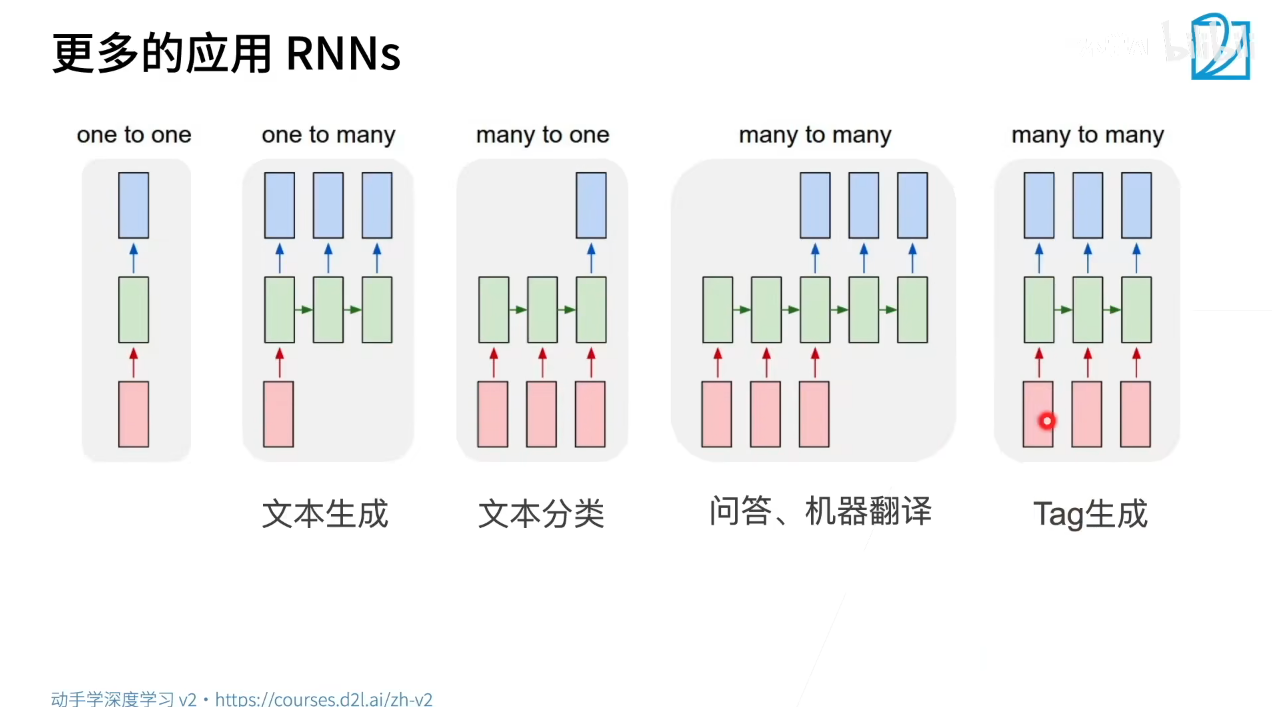 更多的应用 RNNs
one to one
one to many
many to one
many to many
many to many
文本生成
文本分类
问答、机器翻译
Tag生成
动手学深度学习 v2 · https://courses.d2l.ai/zh-v2